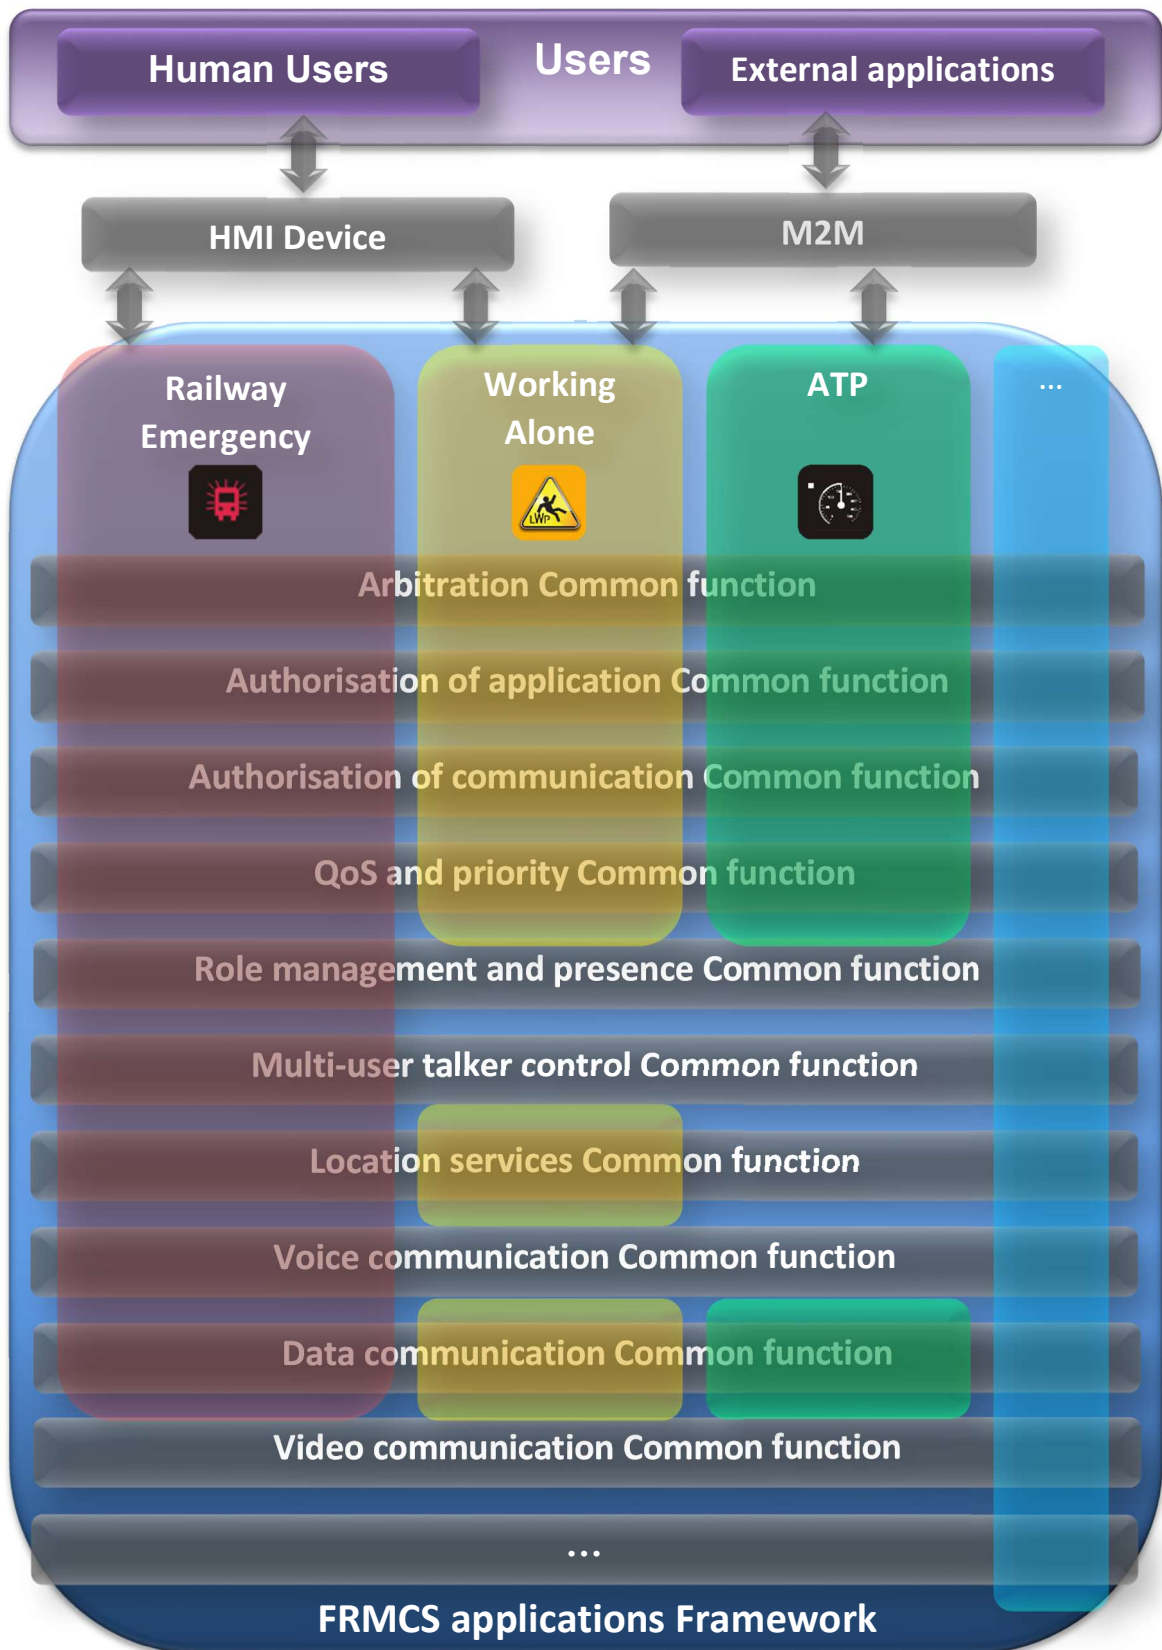 Users
Human Users
External applications
HMI Device
M2M
Railway
Emergency
Working
Alone
LWP
ATP
...
Arbitration Common function
Authorisation of application Common function
Authorisation of communication Common function
QoS and priority Common function
Role management and presence Common function
Multi-user talker control Common function
Location services Common function
Voice communication Common function
Data communication Common function
Video communication Common function
...
FRMCS applications Framework